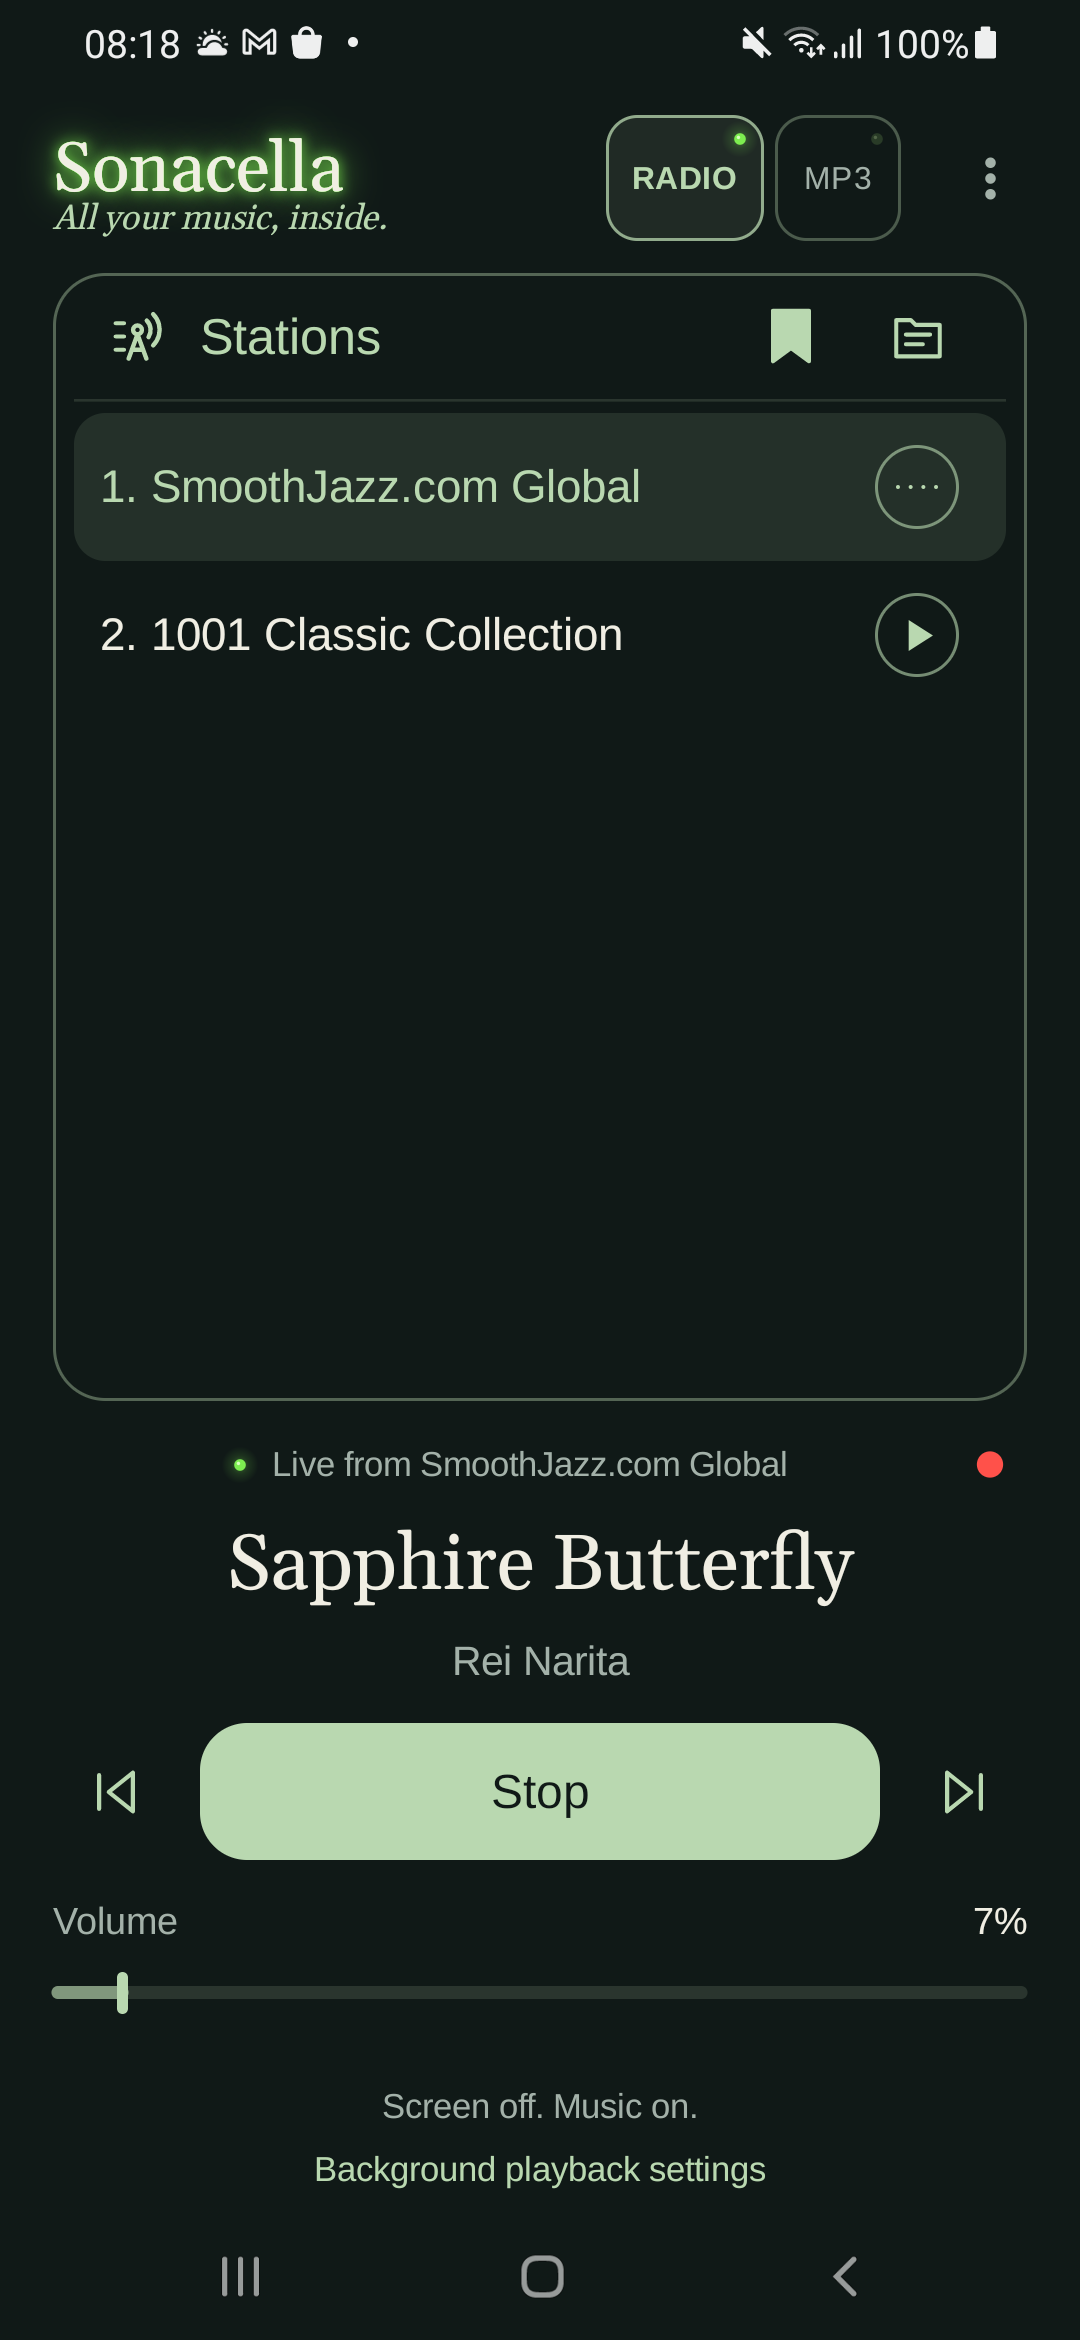 08:18
100%
Sonacella
All your music, inside.
RADIO
MP3
Stations
1. SmoothJazz.com Global
2. 1001 Classic Collection
Live from SmoothJazz.com Global
Sapphire Butterfly
Rei Narita
Stop
Volume
7%
Screen off. Music on.
Background playback settings